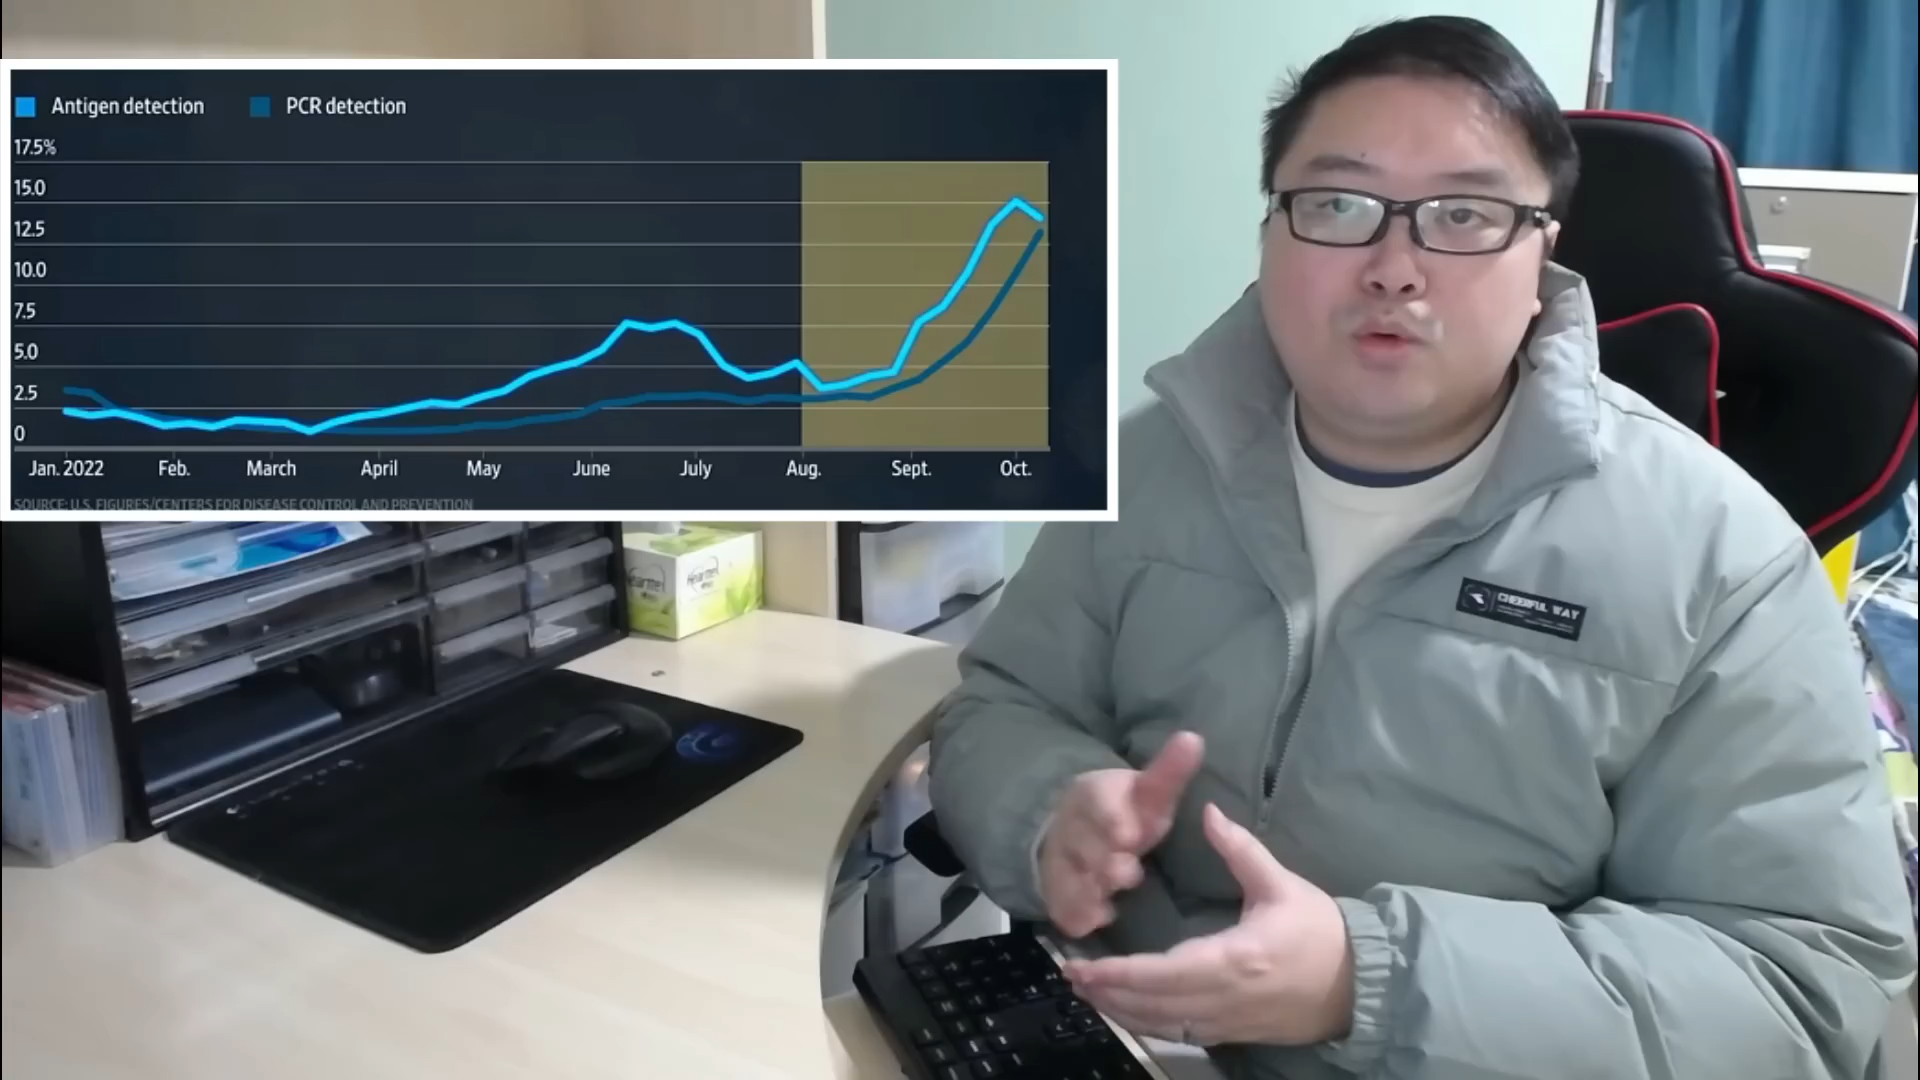 Antigen detection PCR detection
17.5%
15.0
12.5
10.0
7.5
5.0
2.5
0
Jan. 2022 Feb. March April May June July Aug. Sept. Oct.
SOURCE: U.S. FIGURES/CENTERS FOR DISEASE CONTROL AND PREVENTION
Hearttel
CHEERFUL WAY